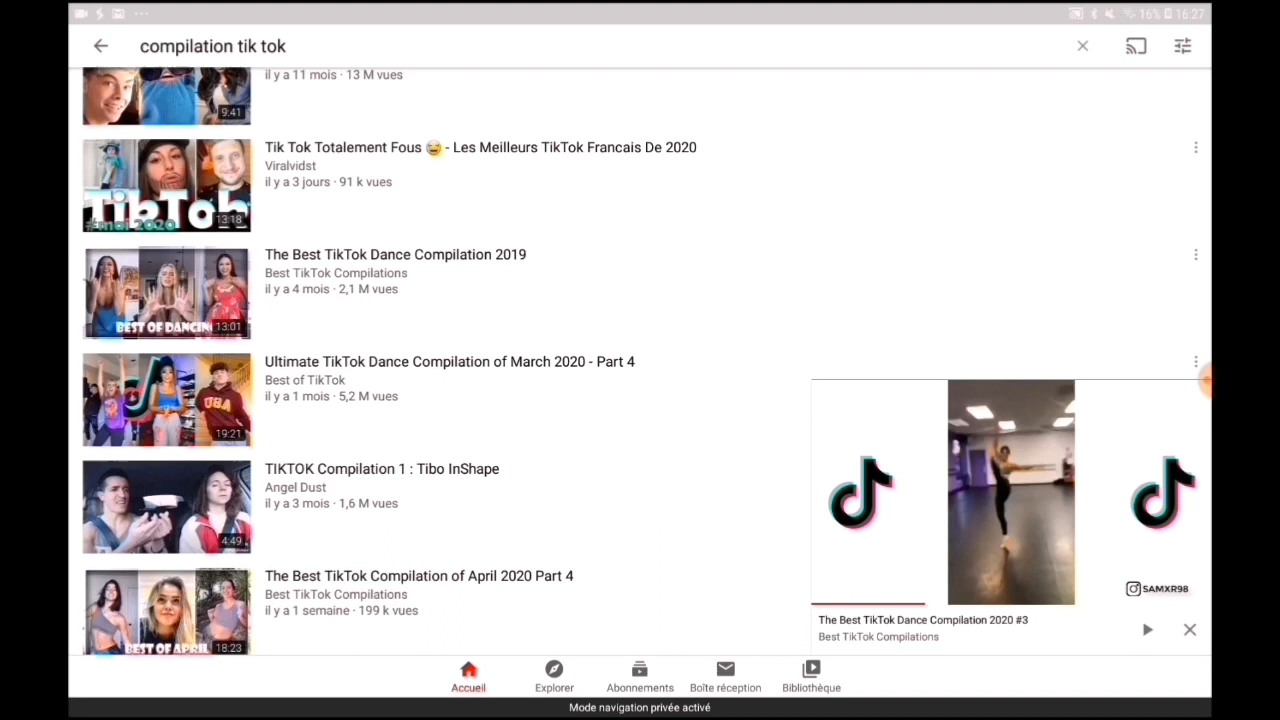 16% 16:27
compilation tik tok
il y a 11 mois · 13 M vues
9:41
Tik Tok Totalement Fous 😂 - Les Meilleurs TikTok Francais De 2020
Viralvidst
il y a 3 jours · 91 k vues
TikTok
#mai 2020
13:18
The Best TikTok Dance Compilation 2019
Best TikTok Compilations
il y a 4 mois · 2,1 M vues
BEST OF DANCING
13:01
Ultimate TikTok Dance Compilation of March 2020 - Part 4
Best of TikTok
il y a 1 mois · 5,2 M vues
USA
19:21
TIKTOK Compilation 1 : Tibo InShape
Angel Dust
il y a 3 mois · 1,6 M vues
4:49
The Best TikTok Compilation of April 2020 Part 4
Best TikTok Compilations
il y a 1 semaine · 199 k vues
BEST OF APRIL
18:23
SAMXR98
The Best TikTok Dance Compilation 2020 #3
Best TikTok Compilations
Accueil
Explorer
Abonnements
Boîte réception
Bibliothèque
Mode navigation privée activé